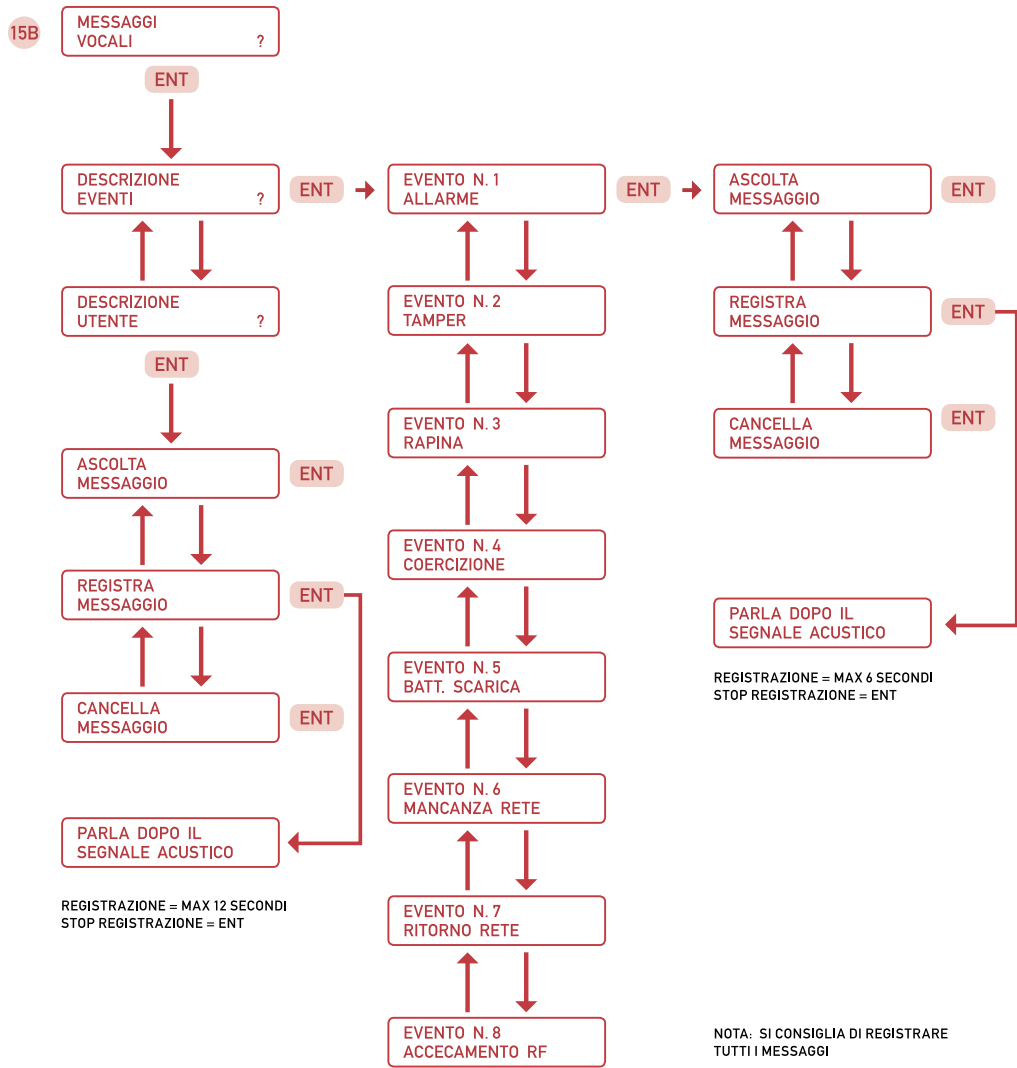 15B
MESSAGGI
VOCALI ?
ENT
DESCRIZIONE
EVENTI ?
ENT
DESCRIZIONE
UTENTE ?
ENT
ASCOLTA
MESSAGGIO
ENT
REGISTRA
MESSAGGIO
ENT
CANCELLA
MESSAGGIO
ENT
PARLA DOPO IL
SEGNALE ACUSTICO
REGISTRAZIONE = MAX 12 SECONDI
STOP REGISTRAZIONE = ENT
EVENTO N. 1
ALLARME
ENT
EVENTO N. 2
TAMPER
EVENTO N. 3
RAPINA
EVENTO N. 4
COERCIZIONE
EVENTO N. 5
BATT. SCARICA
EVENTO N. 6
MANCANZA RETE
EVENTO N. 7
RITORNO RETE
EVENTO N. 8
ACCECAMENTO RF
ASCOLTA
MESSAGGIO
ENT
REGISTRA
MESSAGGIO
ENT
CANCELLA
MESSAGGIO
ENT
PARLA DOPO IL
SEGNALE ACUSTICO
REGISTRAZIONE = MAX 6 SECONDI
STOP REGISTRAZIONE = ENT
NOTA: SI CONSIGLIA DI REGISTRARE
TUTTI I MESSAGGI